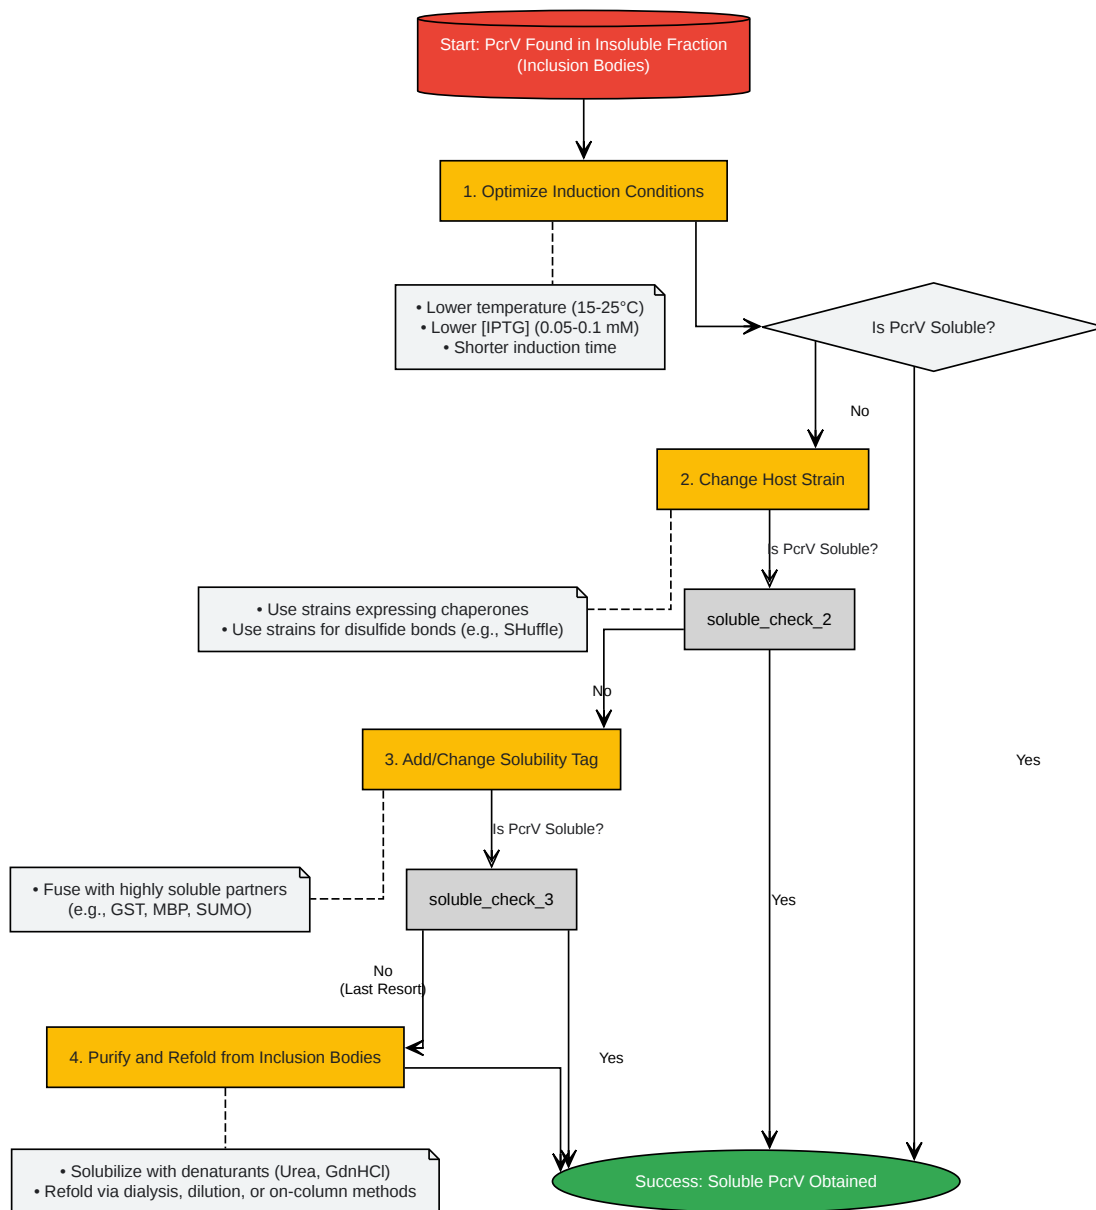 Start: PcrV Found in Insoluble Fraction
(Inclusion Bodies)
1. Optimize Induction Conditions
• Lower temperature (15-25°C)
• Lower [IPTG] (0.05-0.1 mM)
• Shorter induction time
Is PcrV Soluble?
No
2. Change Host Strain
Is PcrV Soluble?
• Use strains expressing chaperones
• Use strains for disulfide bonds (e.g., SHuffle)
soluble_check_2
No
3. Add/Change Solubility Tag
Yes
Is PcrV Soluble?
• Fuse with highly soluble partners
(e.g., GST, MBP, SUMO)
soluble_check_3
Yes
No
(Last Resort)
4. Purify and Refold from Inclusion Bodies
Yes
• Solubilize with denaturants (Urea, GdnHCl)
• Refold via dialysis, dilution, or on-column methods
Success: Soluble PcrV Obtained